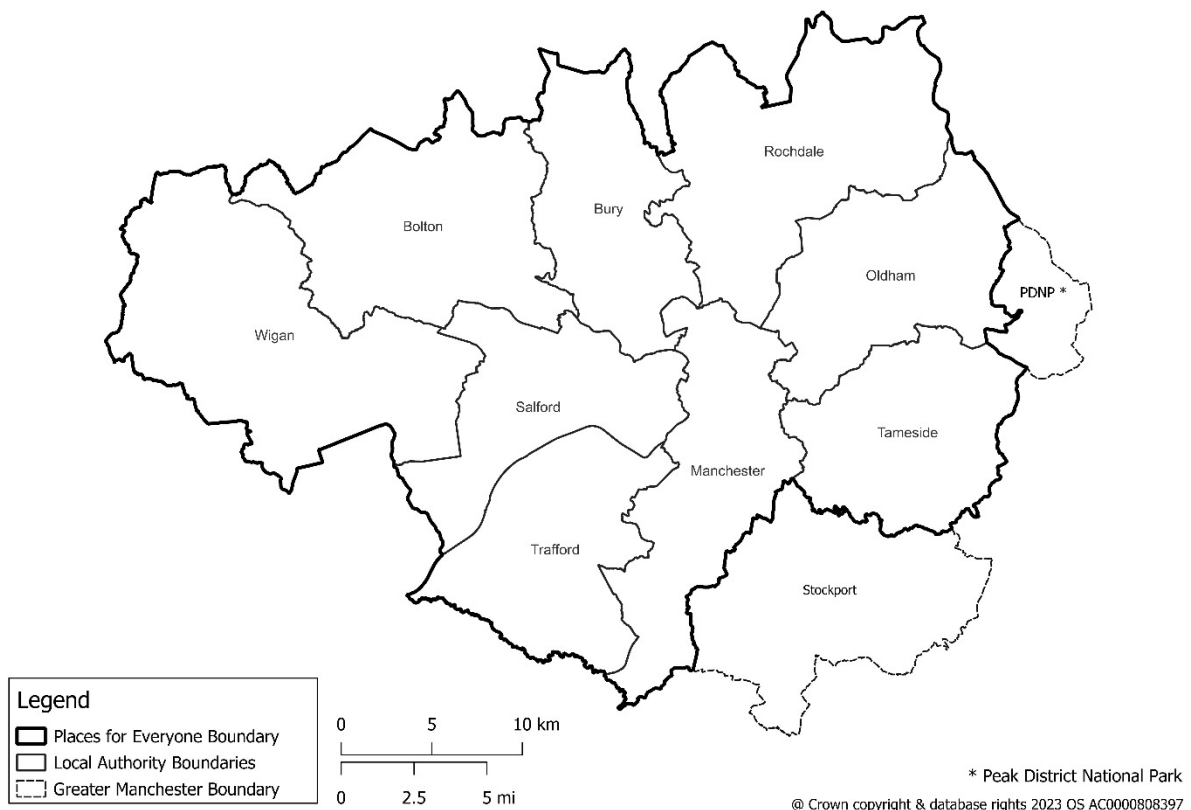 Rochdale
Bury
Bolton
Oldham
PDNP *
Wigan
Salford
Tameside
Manchester
Trafford
Stockport
Legend
Places for Everyone Boundary
Local Authority Boundaries
Greater Manchester Boundary
0 5 10 km
0 2.5 5 mi
* Peak District National Park
@ Crown copyright & database rights 2023 OS AC0000808397